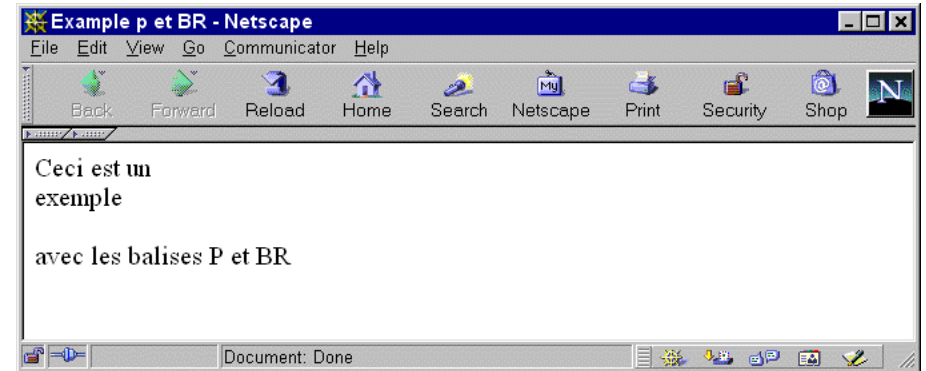 Example p et BR - Netscape
File Edit View Go Communicator Help
Back Forward Reload Home Search My Netscape Print Security Shop N
Ceci est un
exemple
avec les balises P et BR
Document: Done